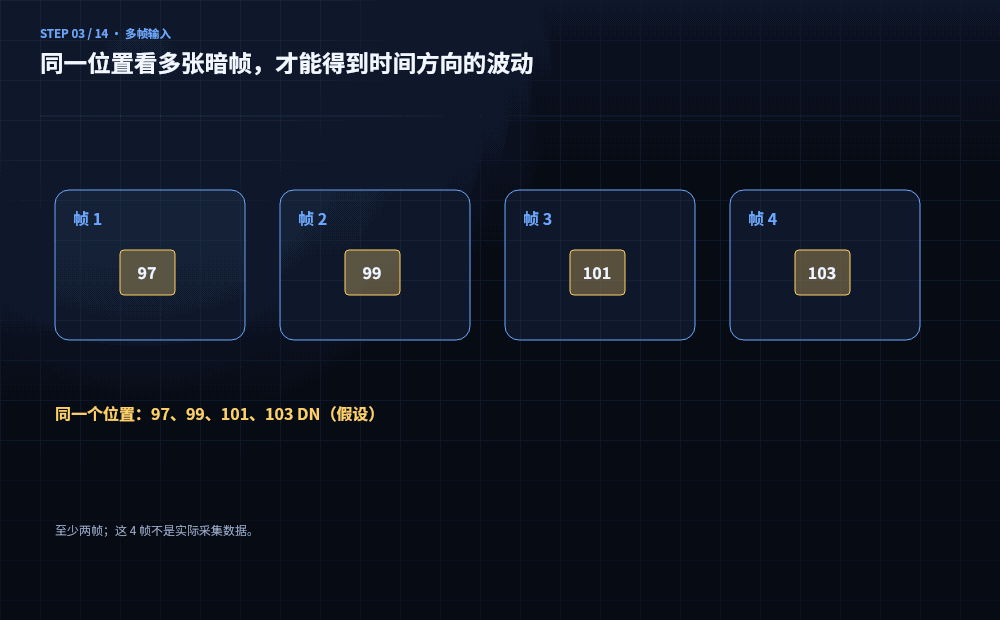 STEP 03 / 14 · 多帧输入
同一位置看多张暗帧，才能得到时间方向的波动
帧 1
97
帧 2
99
帧 3
101
帧 4
103
同一个位置：97、99、101、103 DN（假设）
至少两帧；这 4 帧不是实际采集数据。